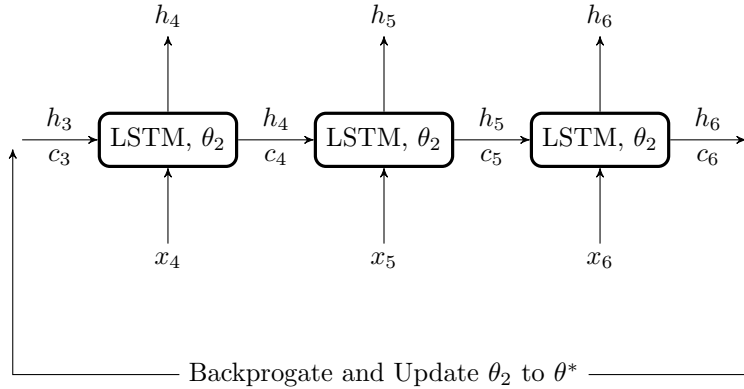 h₄ h₅ h₆
h₃ LSTM, θ₂ h₄ LSTM, θ₂ h₅ LSTM, θ₂ h₆
c₃ c₄ c₅ c₆
x₄ x₅ x₆
Backprogate and Update θ₂ to θ*